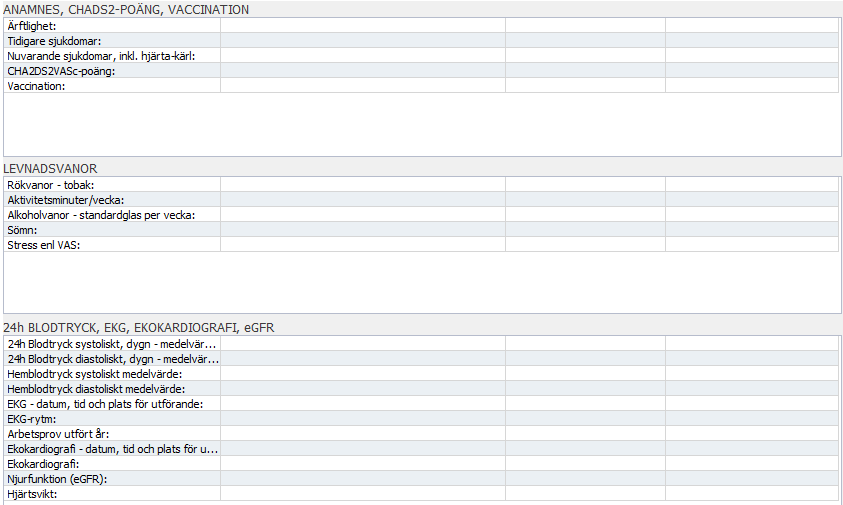 ANAMNES, CHADS2-POÄNG, VACCINATION
Ärftlighet:
Tidigare sjukdomar:
Nuvarande sjukdomar, inkl. hjärta-kärl:
CHA2DS2VASc-poäng:
Vaccination:
LEVNADSVANOR
Rökvanor - tobak:
Aktivitetsminuter/vecka:
Alkoholvanor - standardglas per vecka:
Sömn:
Stress enl VAS:
24h BLODTRYCK, EKG, EKOKARDIOGRAFI, eGFR
24h Blodtryck systoliskt, dygn - medelvär...
24h Blodtryck diastoliskt, dygn - medelvär...
Hemblodtryck systoliskt medelvärde:
Hemblodtryck diastoliskt medelvärde:
EKG - datum, tid och plats för utförande:
EKG-rytm:
Arbetsprov utfört år:
Ekokardiografi - datum, tid och plats för u...
Ekokardiografi:
Njurfunktion (eGFR):
Hjärtsvikt: